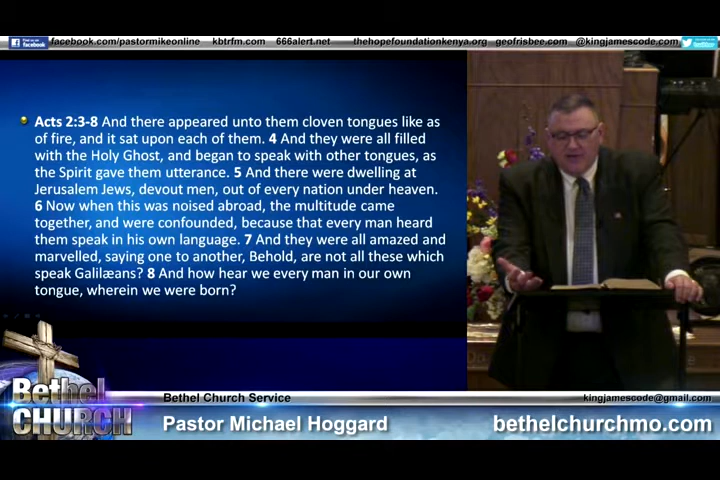 Find us on facebook facebook.com/pastormikeonline kbtrfm.com 666alert.net thehopefoundationkenya.org geofrisbee.com @kingjamescode.com
Acts 2:3-8 And there appeared unto them cloven tongues like as
of fire, and it sat upon each of them. 4 And they were all filled
with the Holy Ghost, and began to speak with other tongues, as
the Spirit gave them utterance. 5 And there were dwelling at
Jerusalem Jews, devout men, out of every nation under heaven.
6 Now when this was noised abroad, the multitude came
together, and were confounded, because that every man heard
them speak in his own language. 7 And they were all amazed and
marvelled, saying one to another, Behold, are not all these which
speak Galilæans? 8 And how hear we every man in our own
tongue, wherein we were born?
Bethel
CHURCH
Bethel Church Service
kingjamescode@gmail.com
Pastor Michael Hoggard
bethelchurchmo.com